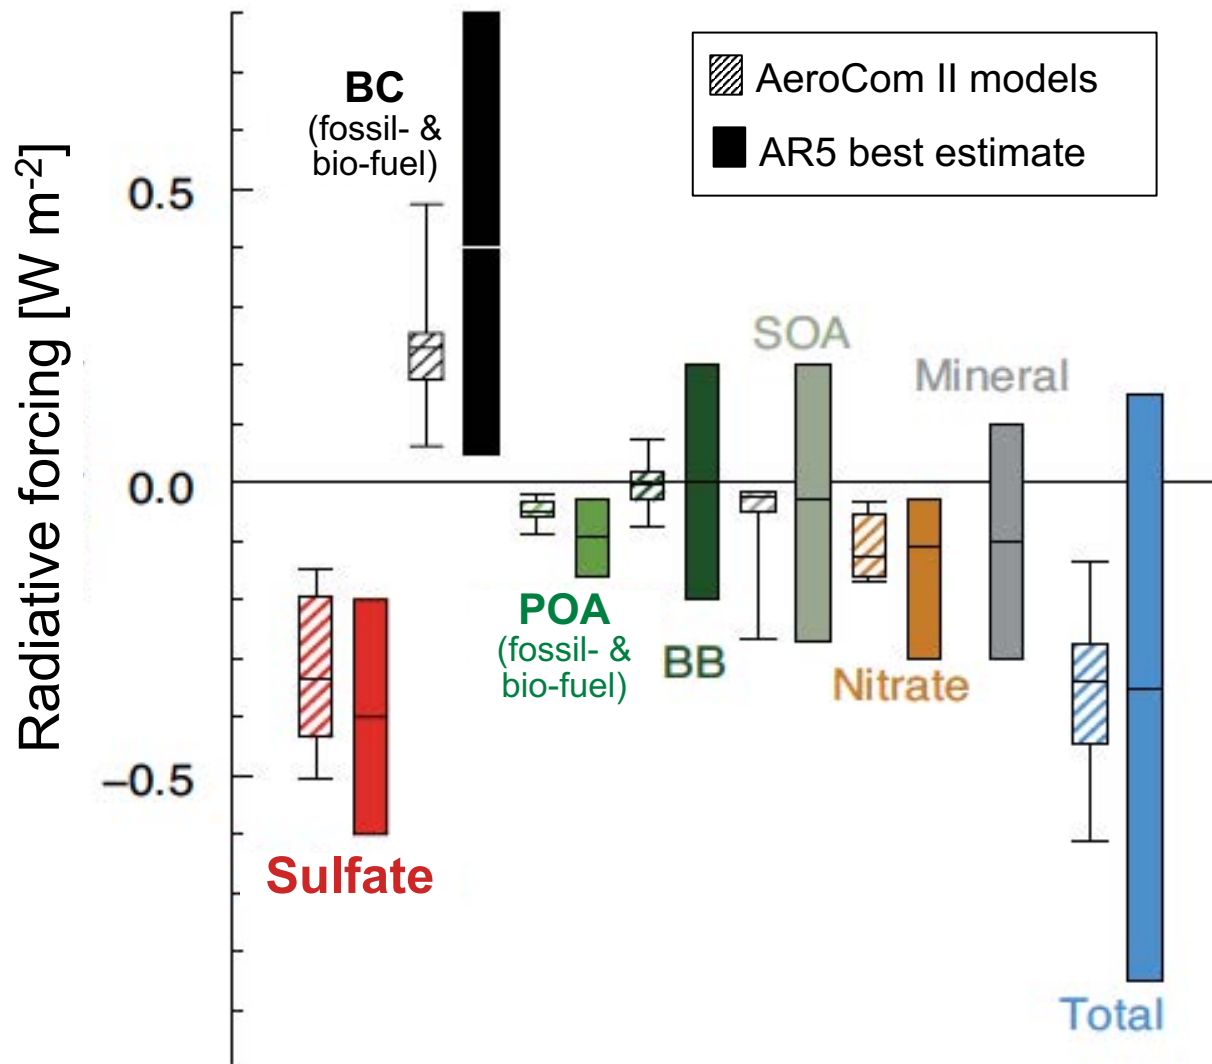 AeroCom II models
AR5 best estimate
BC
(fossil- &
bio-fuel)
Radiative forcing [W m-2]
0.5
0.0
−0.5
SOA
Mineral
POA
(fossil- &
bio-fuel)
BB
Nitrate
Sulfate
Total